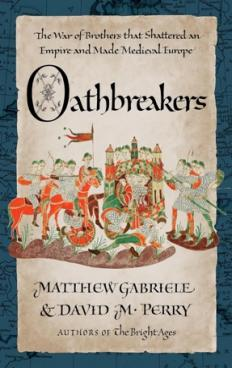 The War of Brothers that Shattered an
Empire and Made Medieval Europe
Oathbreakers
MATTHEW GABRIELE
& DAVID M. PERRY
AUTHORS OF The Bright Ages